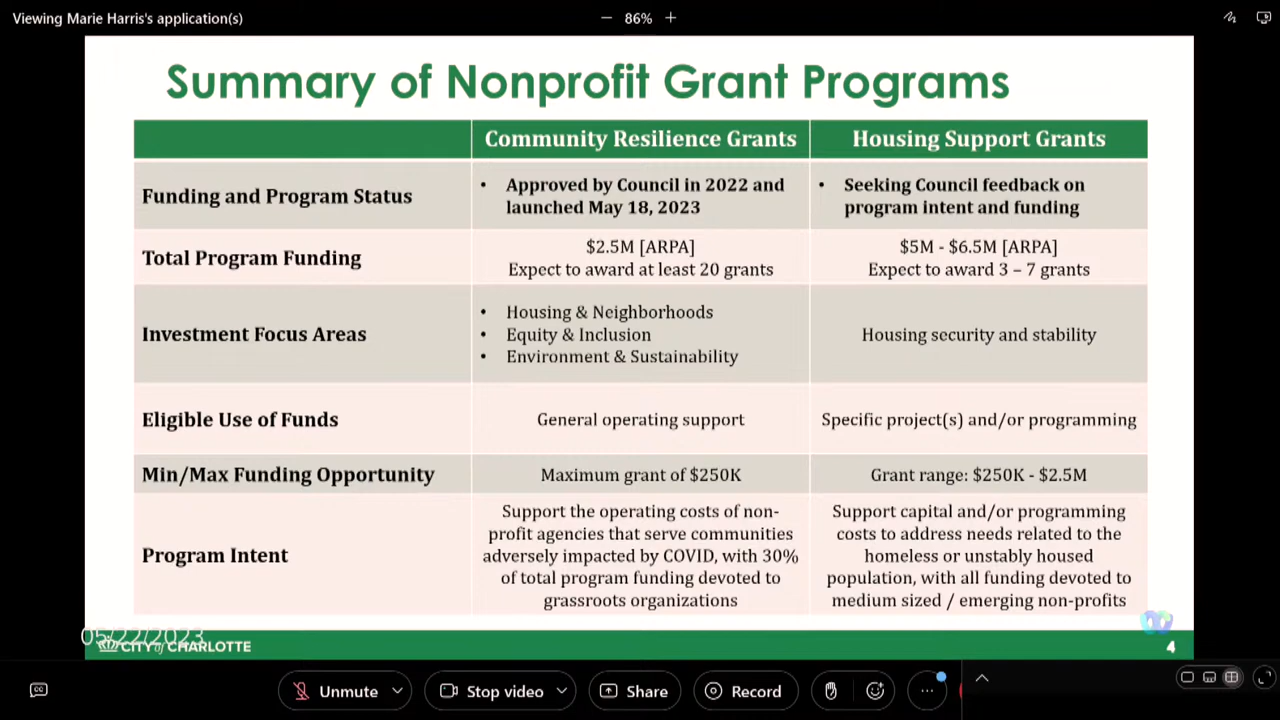 Viewing Marie Harris's application(s)
86%
Summary of Nonprofit Grant Programs
Community Resilience Grants
Housing Support Grants
Funding and Program Status
• Approved by Council in 2022 and
launched May 18, 2023
• Seeking Council feedback on
program intent and funding
Total Program Funding
$2.5M [ARPA]
Expect to award at least 20 grants
$5M - $6.5M [ARPA]
Expect to award 3 – 7 grants
Investment Focus Areas
• Housing & Neighborhoods
• Equity & Inclusion
• Environment & Sustainability
Housing security and stability
Eligible Use of Funds
General operating support
Specific project(s) and/or programming
Min/Max Funding Opportunity
Maximum grant of $250K
Grant range: $250K - $2.5M
Program Intent
Support the operating costs of non-
profit agencies that serve communities
adversely impacted by COVID, with 30%
of total program funding devoted to
grassroots organizations
Support capital and/or programming
costs to address needs related to the
homeless or unstably housed
population, with all funding devoted to
medium sized / emerging non-profits
05/22/2023
CITY of CHARLOTTE
4
Unmute
Stop video
Share
Record